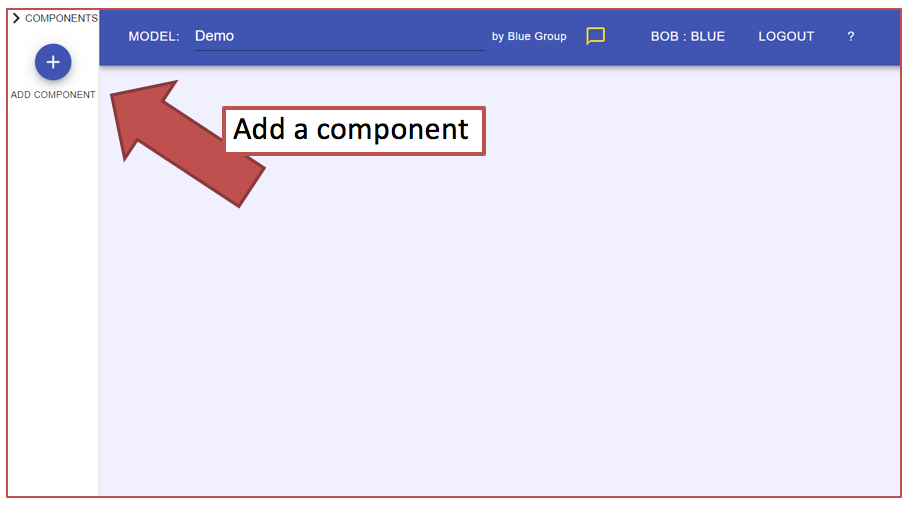 COMPONENTS
MODEL: Demo by Blue Group BOB : BLUE LOGOUT ?
+
ADD COMPONENT
Add a component